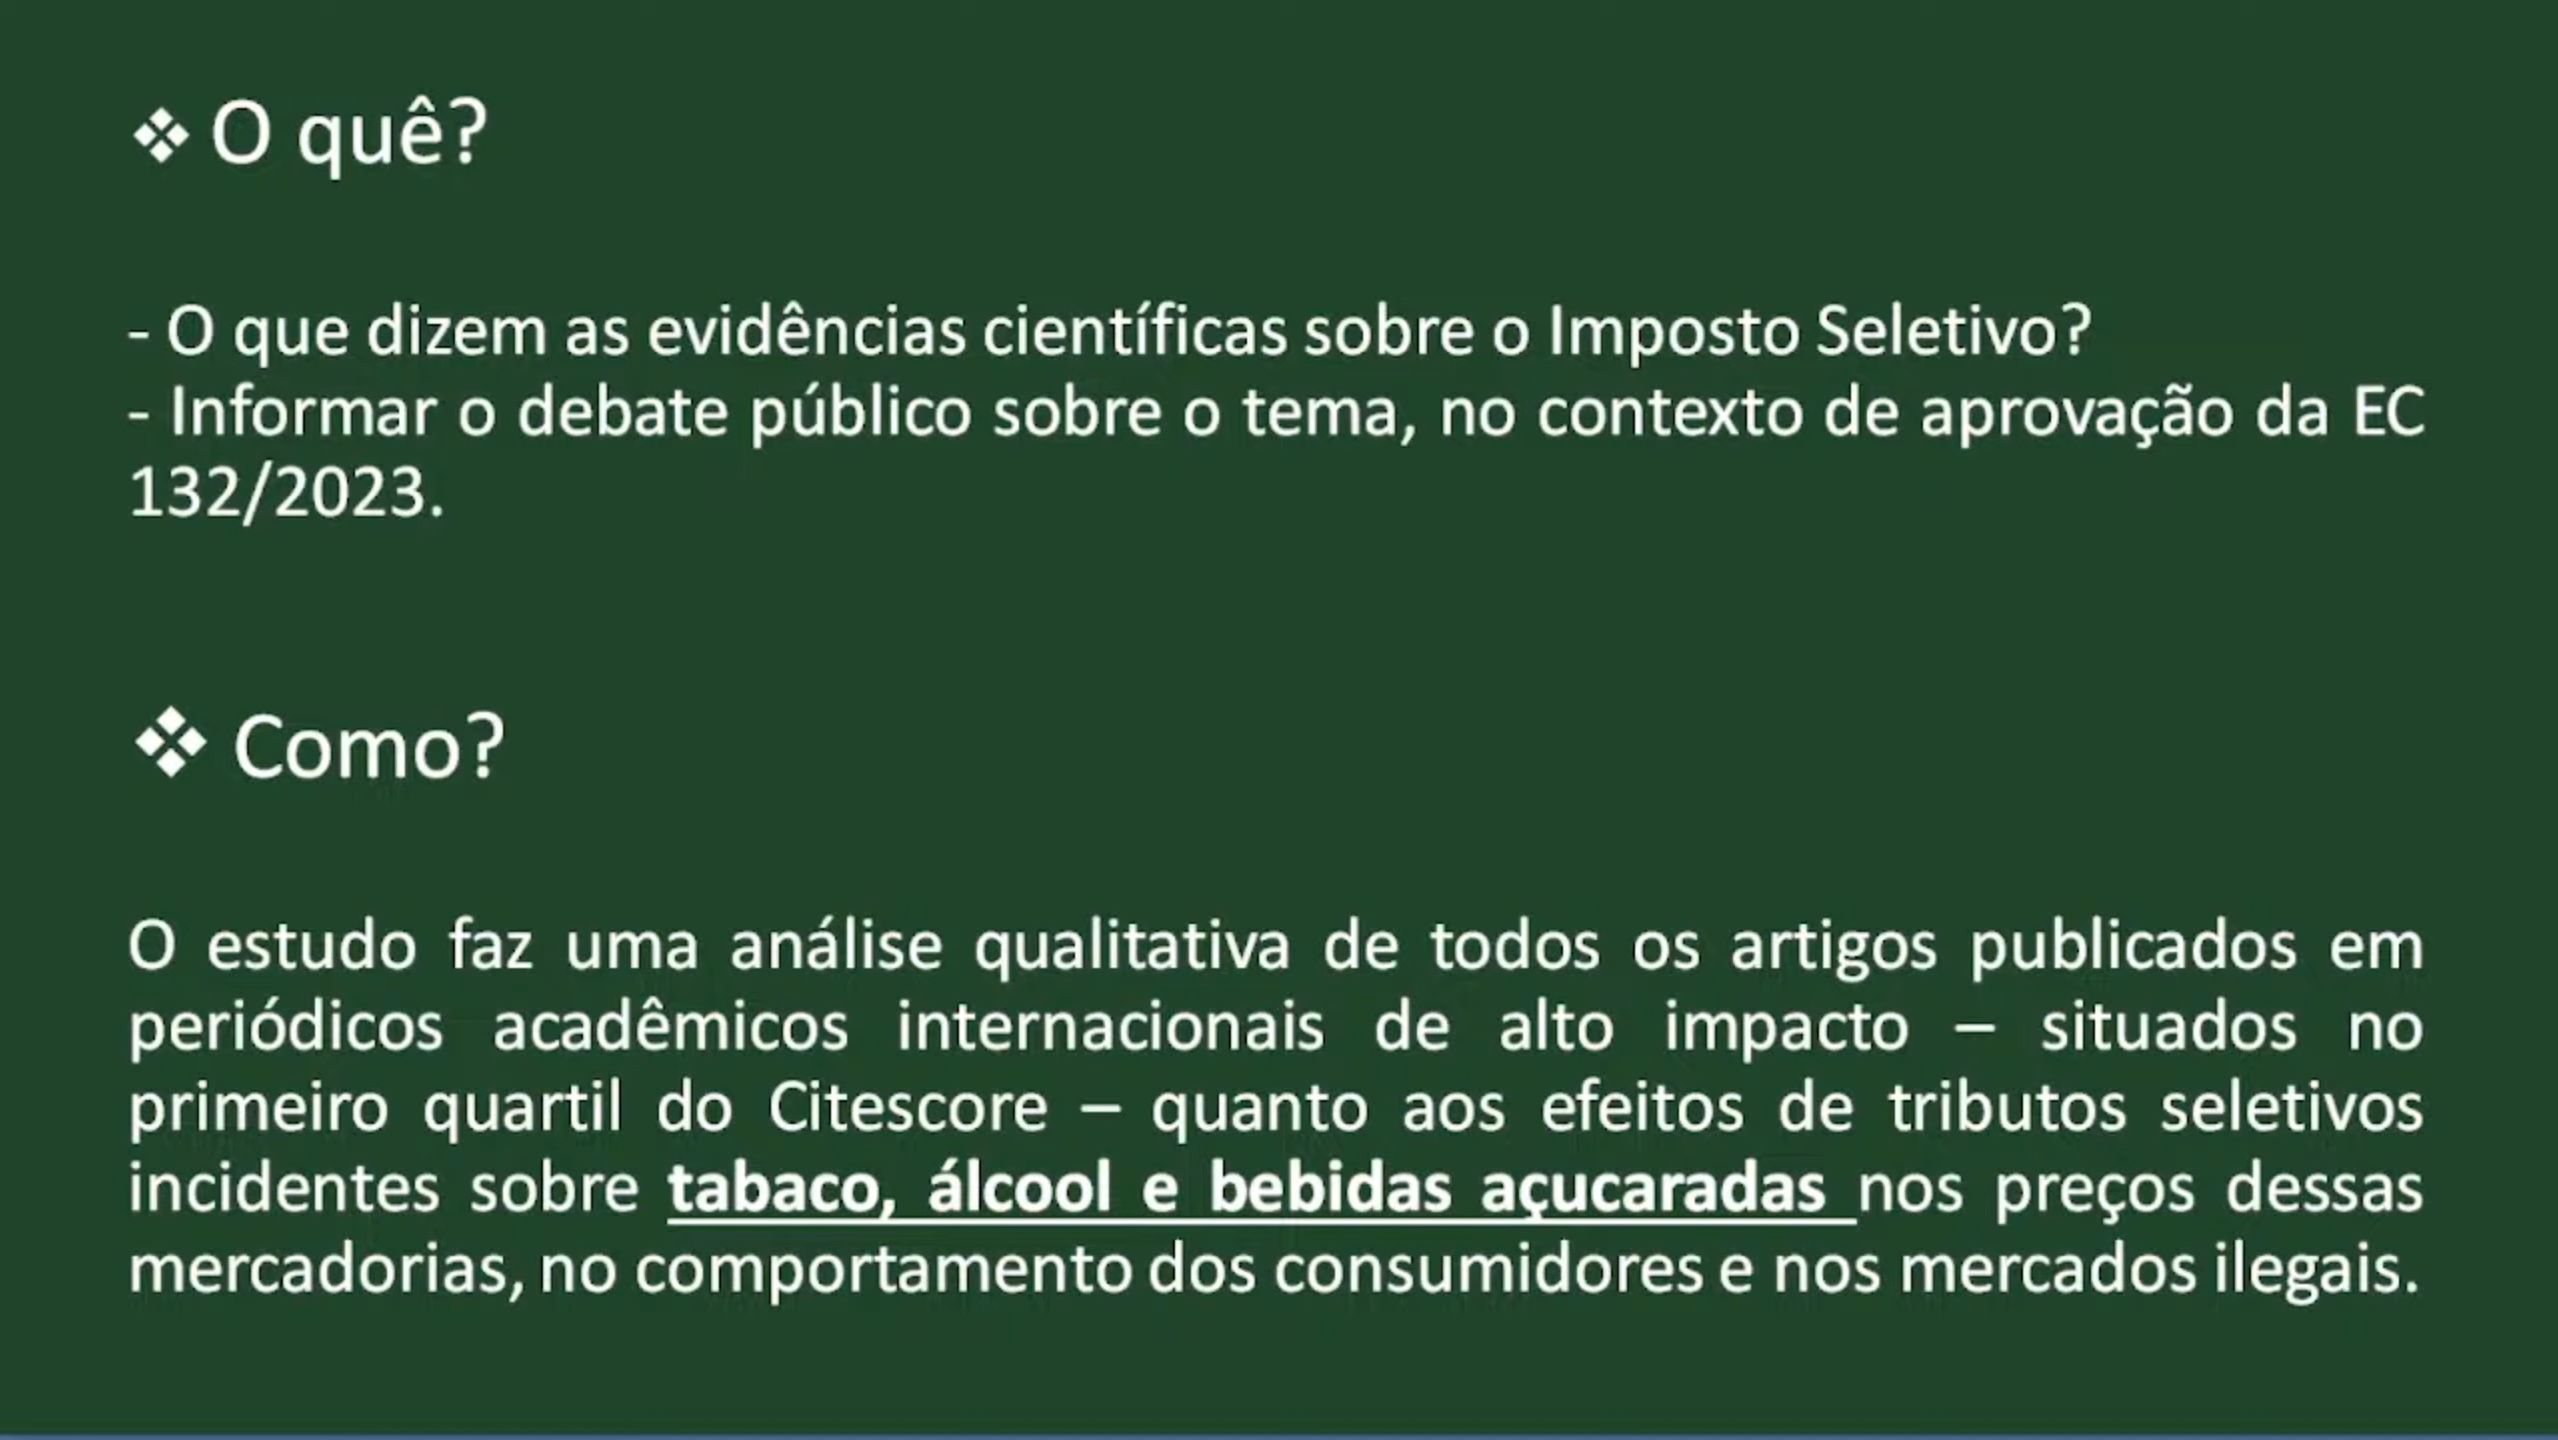 ❖ O quê?
- O que dizem as evidências científicas sobre o Imposto Seletivo?
- Informar o debate público sobre o tema, no contexto de aprovação da EC
132/2023.
❖ Como?
O estudo faz uma análise qualitativa de todos os artigos publicados em
periódicos acadêmicos internacionais de alto impacto – situados no
primeiro quartil do Citescore – quanto aos efeitos de tributos seletivos
incidentes sobre tabaco, álcool e bebidas açucaradas nos preços dessas
mercadorias, no comportamento dos consumidores e nos mercados ilegais.